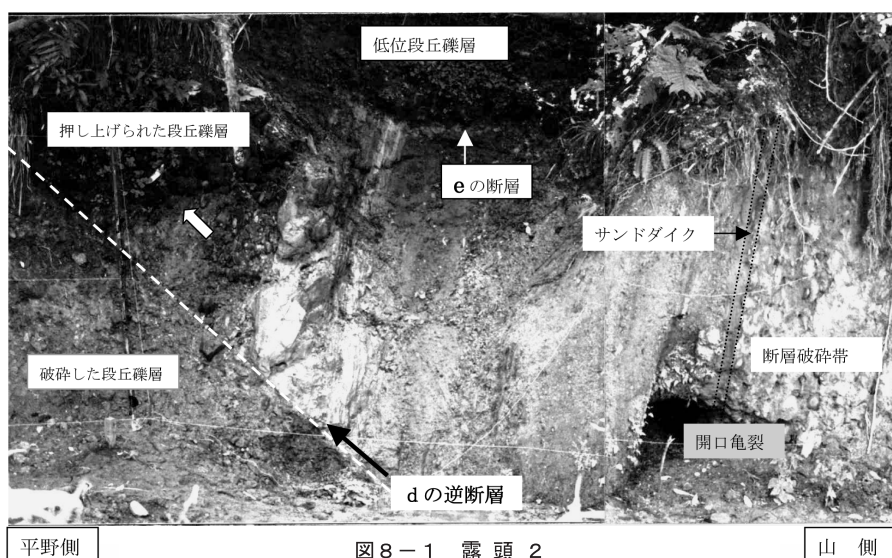 低位段丘礫層
押し上げられた段丘礫層
eの断層
サンドダイク
破砕した段丘礫層
断層破砕帯
開口亀裂
dの逆断層
平野側
図8-1 露頭2
山 側